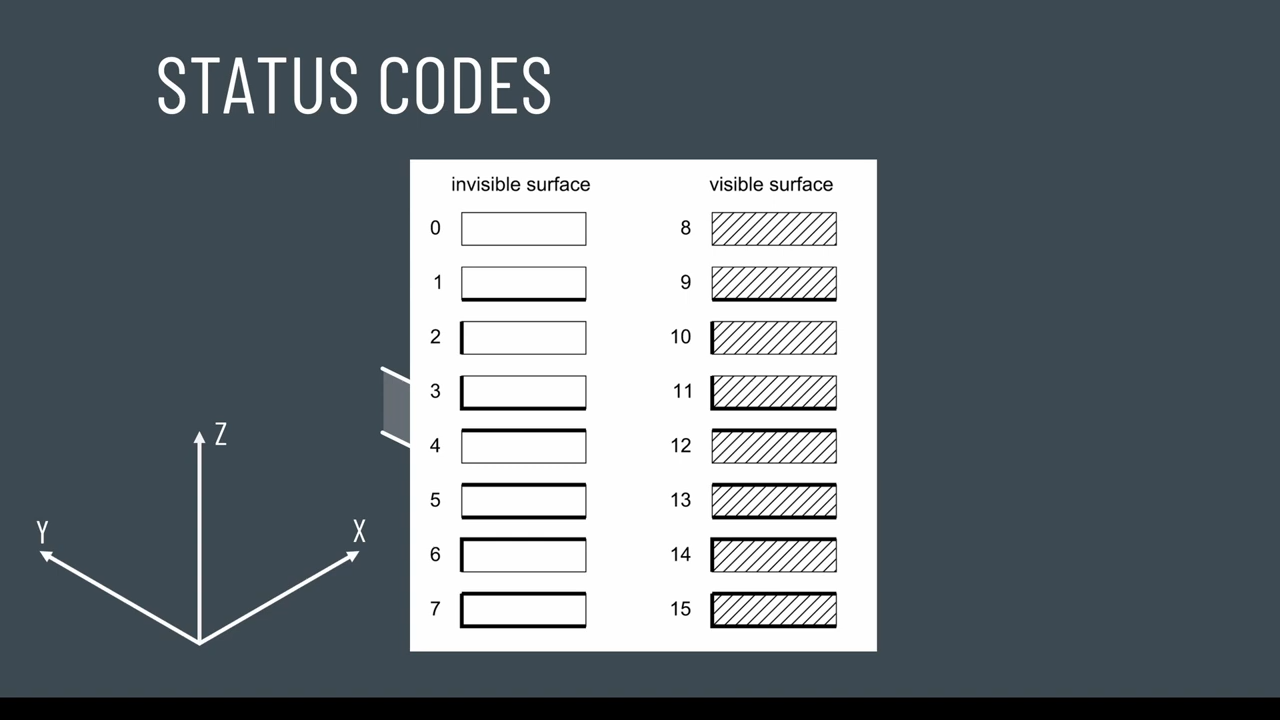 STATUS CODES
invisible surface visible surface
0 8
1 9
2 10
3 11
4 12
5 13
6 14
7 15
Z
Y X